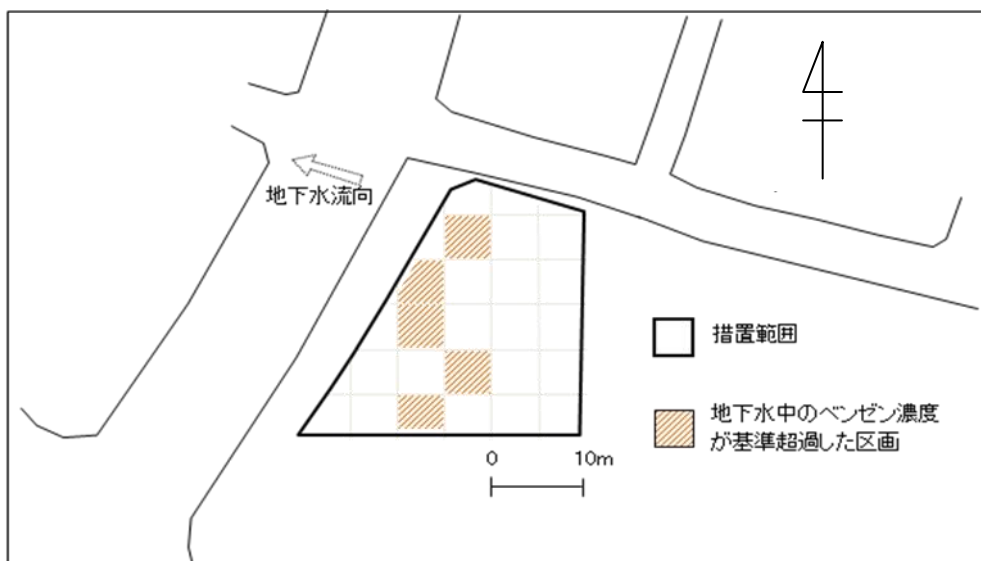 地下水流向
措置範囲
地下水中のベンゼン濃度
が基準超過した区画
0 10m